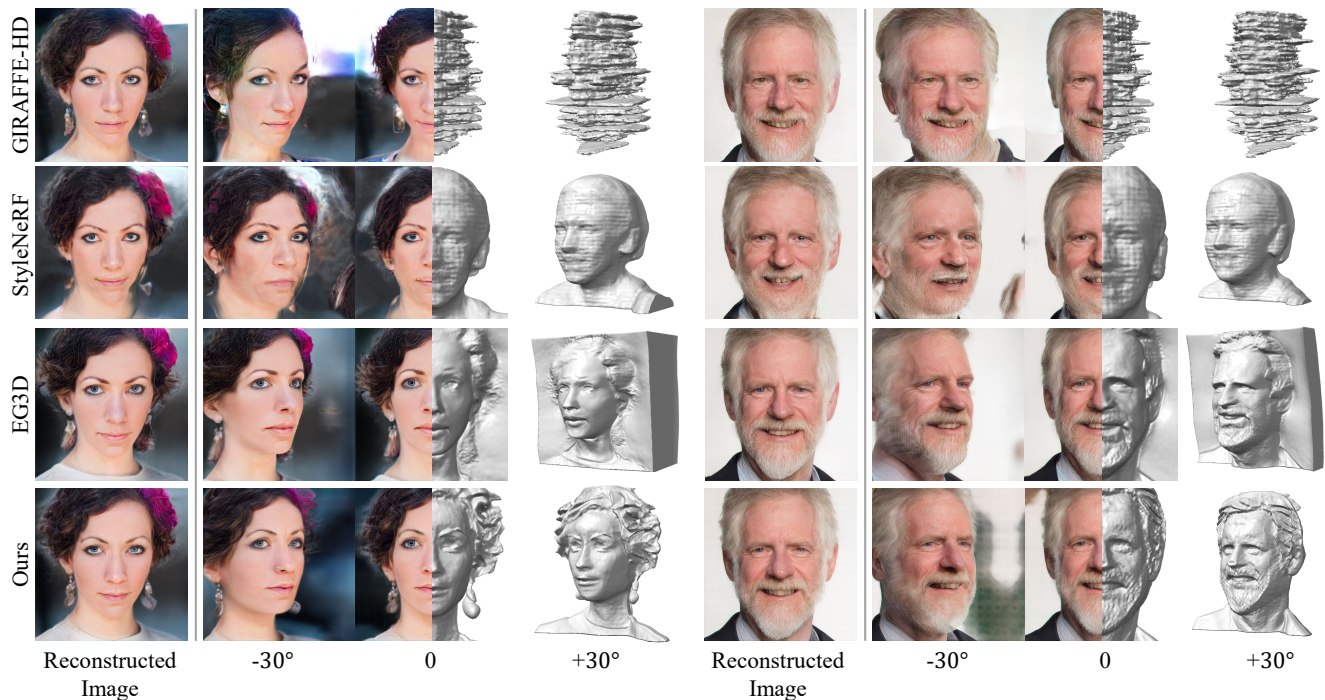 GIRAFFE-HD
StyleNeRF
EG3D
Ours
Reconstructed
Image
-30°
0
+30°
Reconstructed
Image
-30°
0
+30°